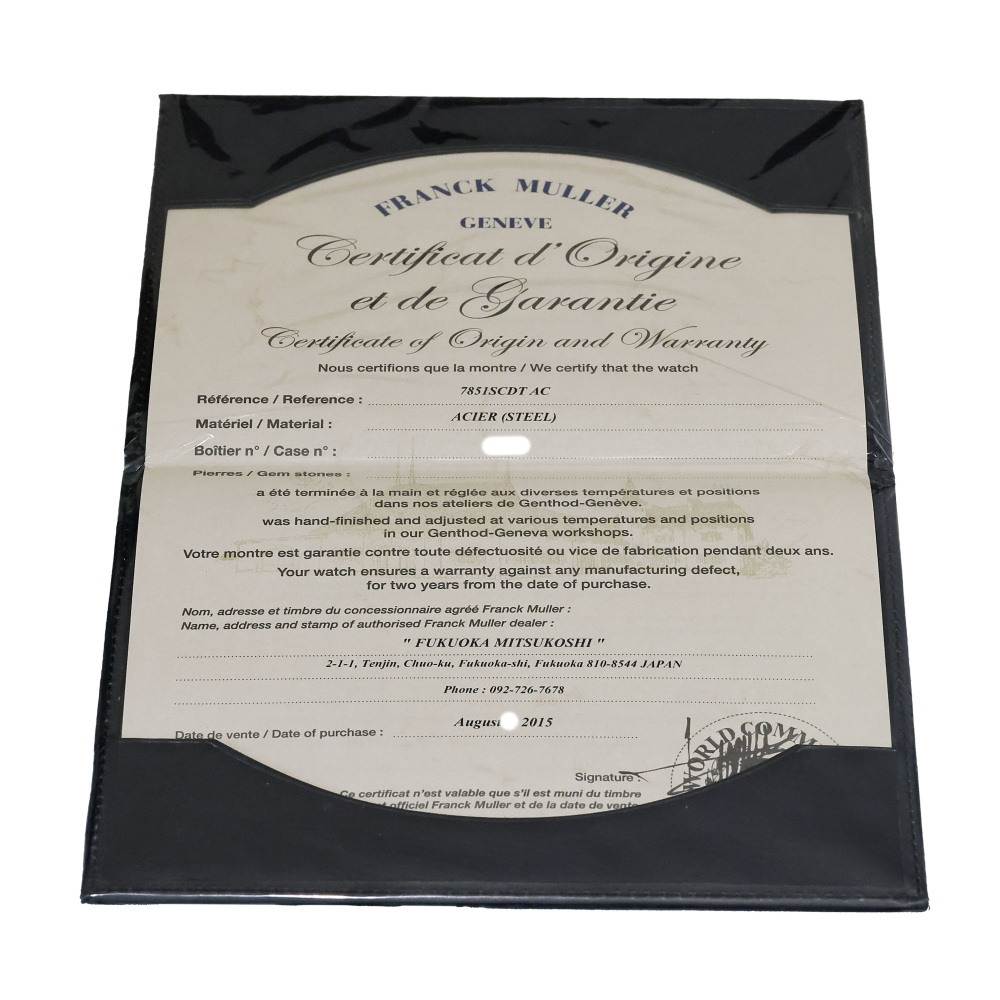 FRANCK MULLER
GENEVE
Certificat d'Origine
et de Garantie
Certificate of Origin and Warranty
Nous certifions que la montre / We certify that the watch
Référence / Reference : 7851SCDT AC
Matériel / Material : ACIER (STEEL)
Boîtier n° / Case n° :
Pierres / Gem stones :
a été terminée à la main et réglée aux diverses températures et positions
dans nos ateliers de Genthod-Genève.
was hand-finished and adjusted at various temperatures and positions
in our Genthod-Geneva workshops.
Votre montre est garantie contre toute défectuosité ou vice de fabrication pendant deux ans.
Your watch ensures a warranty against any manufacturing defect,
for two years from the date of purchase.
Nom, adresse et timbre du concessionnaire agréé Franck Muller :
Name, address and stamp of authorised Franck Muller dealer :
" FUKUOKA MITSUKOSHI "
2-1-1, Tenjin, Chuo-ku, Fukuoka-shi, Fukuoka 810-8544 JAPAN
Phone : 092-726-7678
Date de vente / Date of purchase : August 2015
WORLD COMM
Signature :
Ce certificat n'est valable que s'il est muni du timbre
officiel Franck Muller et de la date de vente